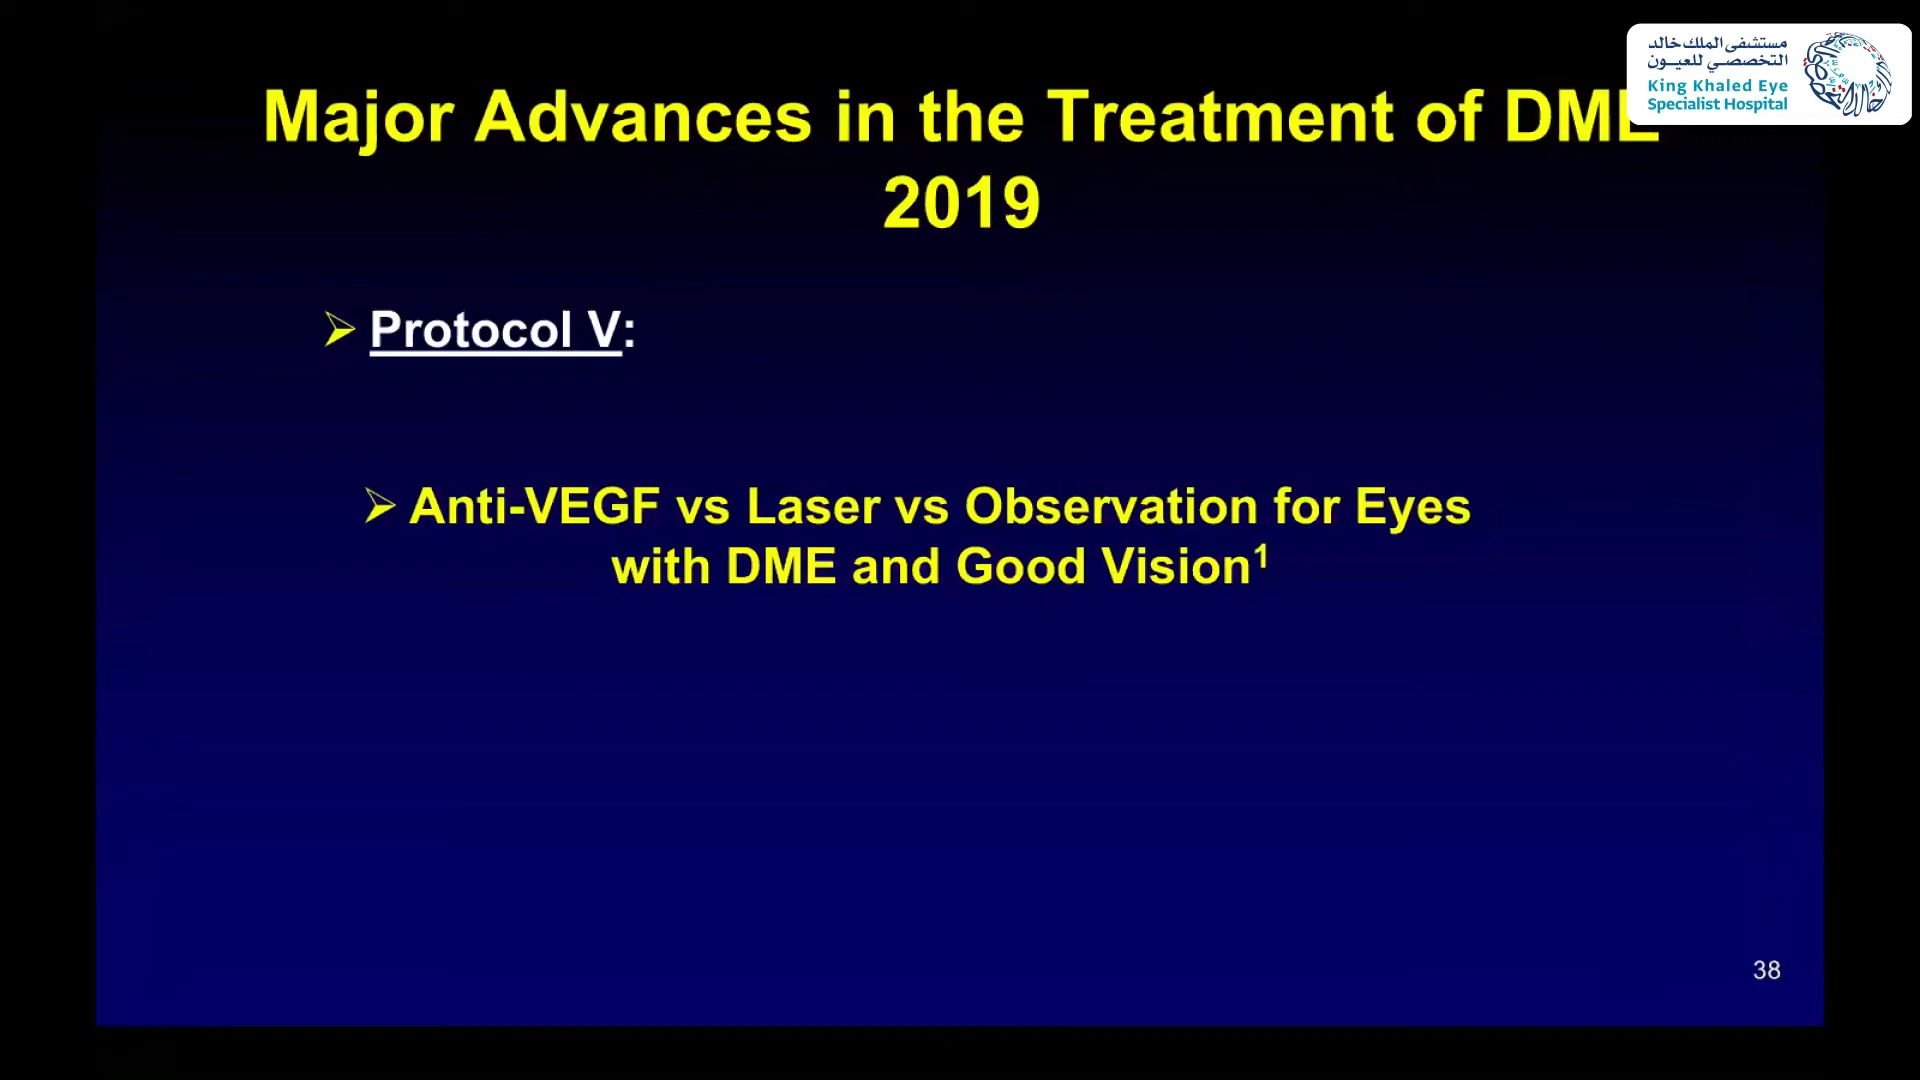 مستشفى الملك خالد
التخصصي للعيون
King Khaled Eye
Specialist Hospital
Major Advances in the Treatment of DME
2019
➢ Protocol V:
➢ Anti-VEGF vs Laser vs Observation for Eyes
with DME and Good Vision¹
38